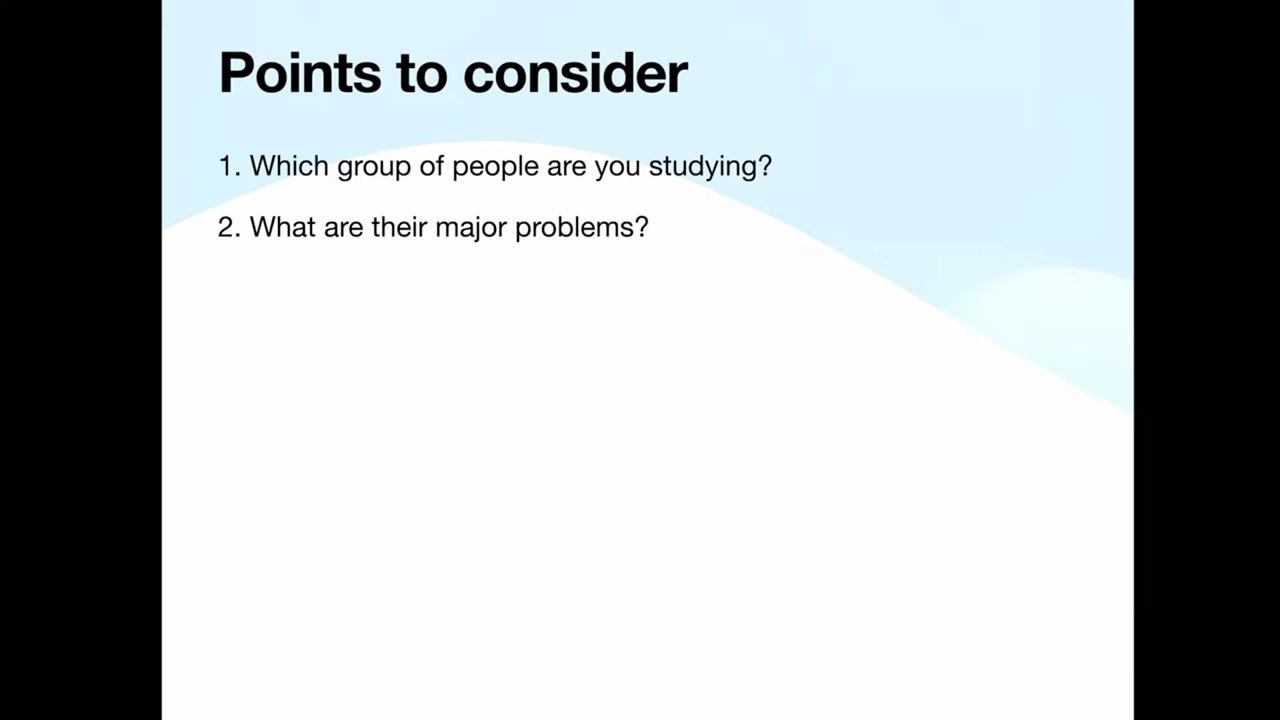 Points to consider
1. Which group of people are you studying?
2. What are their major problems?